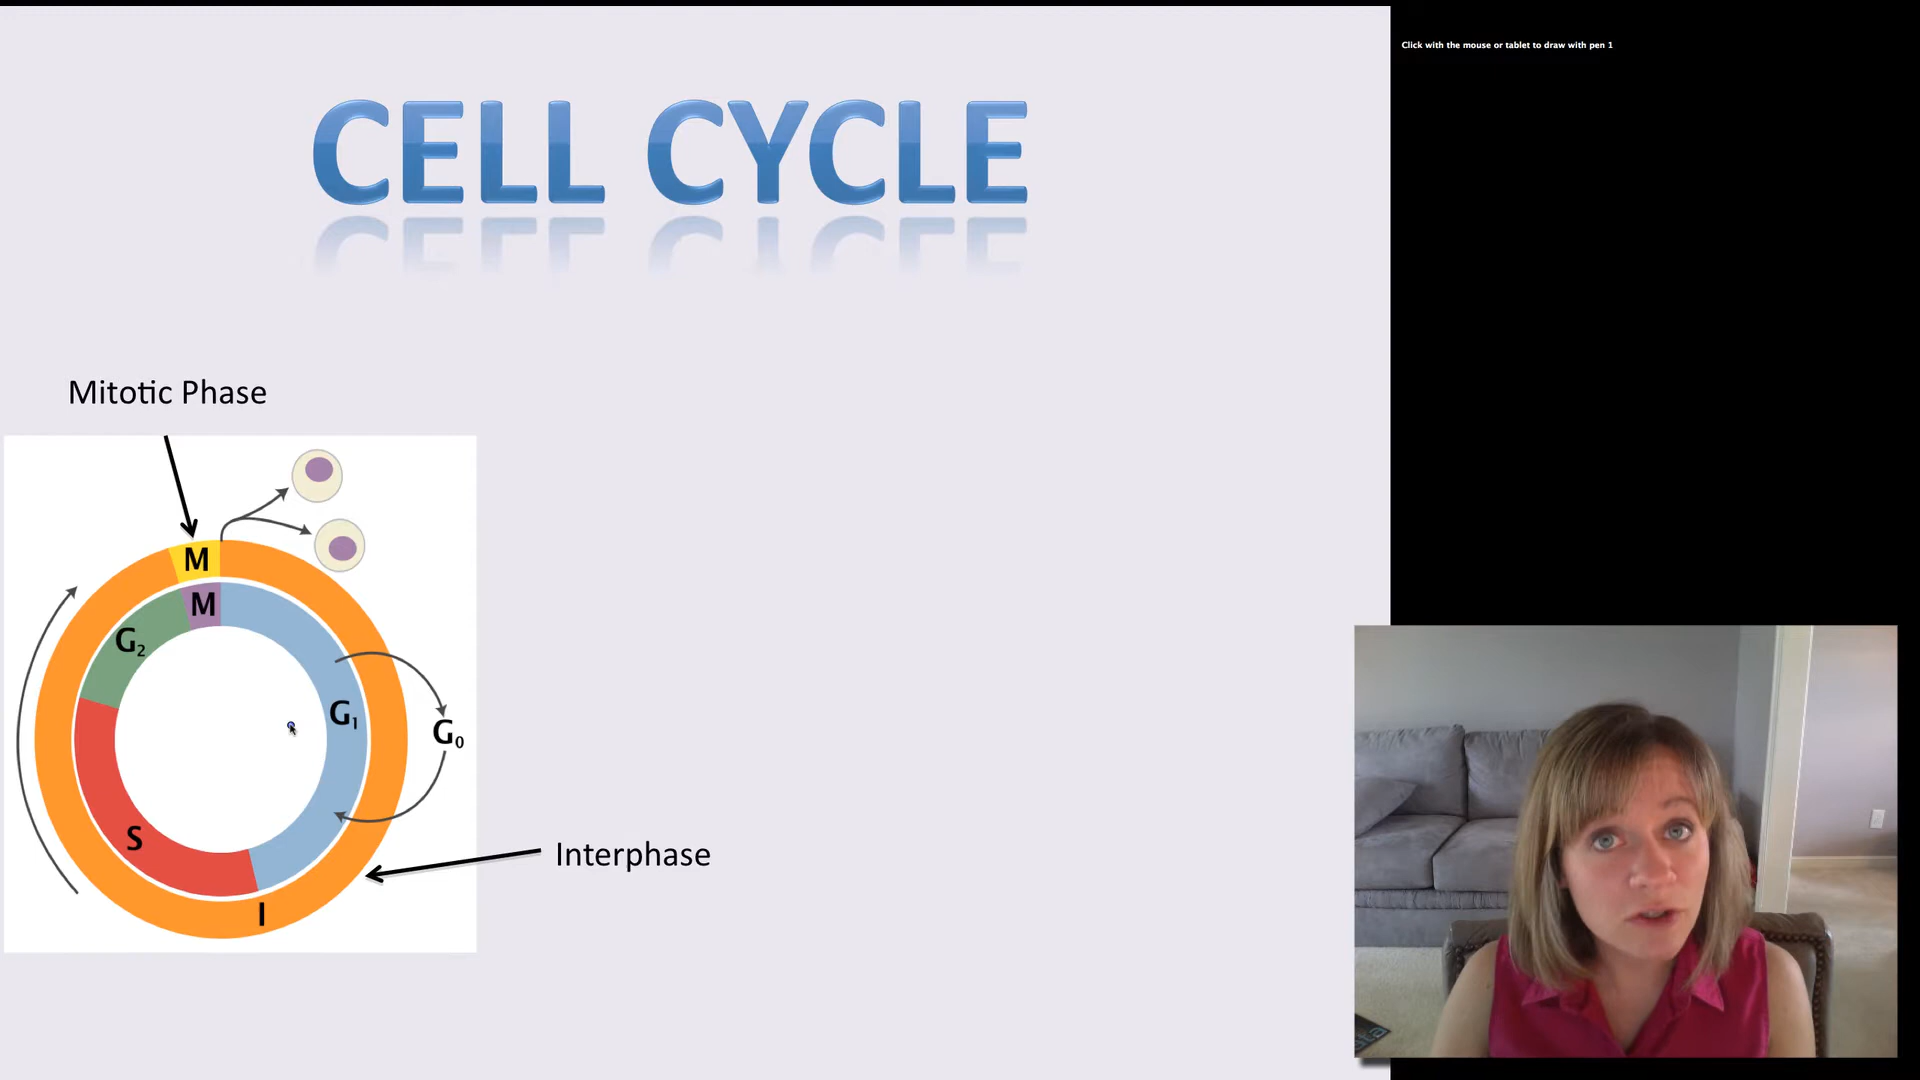 Click with the mouse or tablet to draw with pen 1
CELL CYCLE
Mitotic Phase
M
M
G2
G1
G0
S
Interphase
I